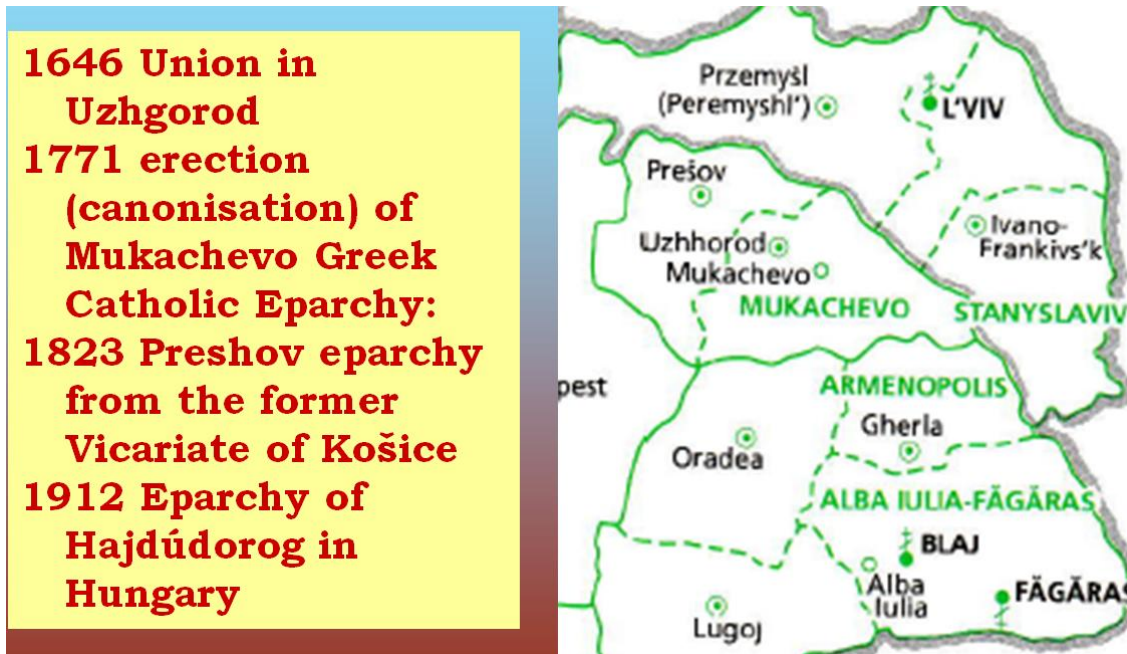 1646 Union in
Uzhgorod
1771 erection
(canonisation) of
Mukachevo Greek
Catholic Eparchy:
1823 Preshov eparchy
from the former
Vicariate of Košice
1912 Eparchy of
Hajdúdorog in
Hungary
Przemyšl
(Peremyshl')
L'VIV
Prešov
Ivano-
Frankivs'k
Uzhhorod
Mukachevo
MUKACHEVO
STANYSLAVIV
pest
ARMENOPOLIS
Gherla
Oradea
ALBA IULIA-FĂGĂRAS
BLAJ
Alba
Iulia
FĂGĂRAS
Lugoj